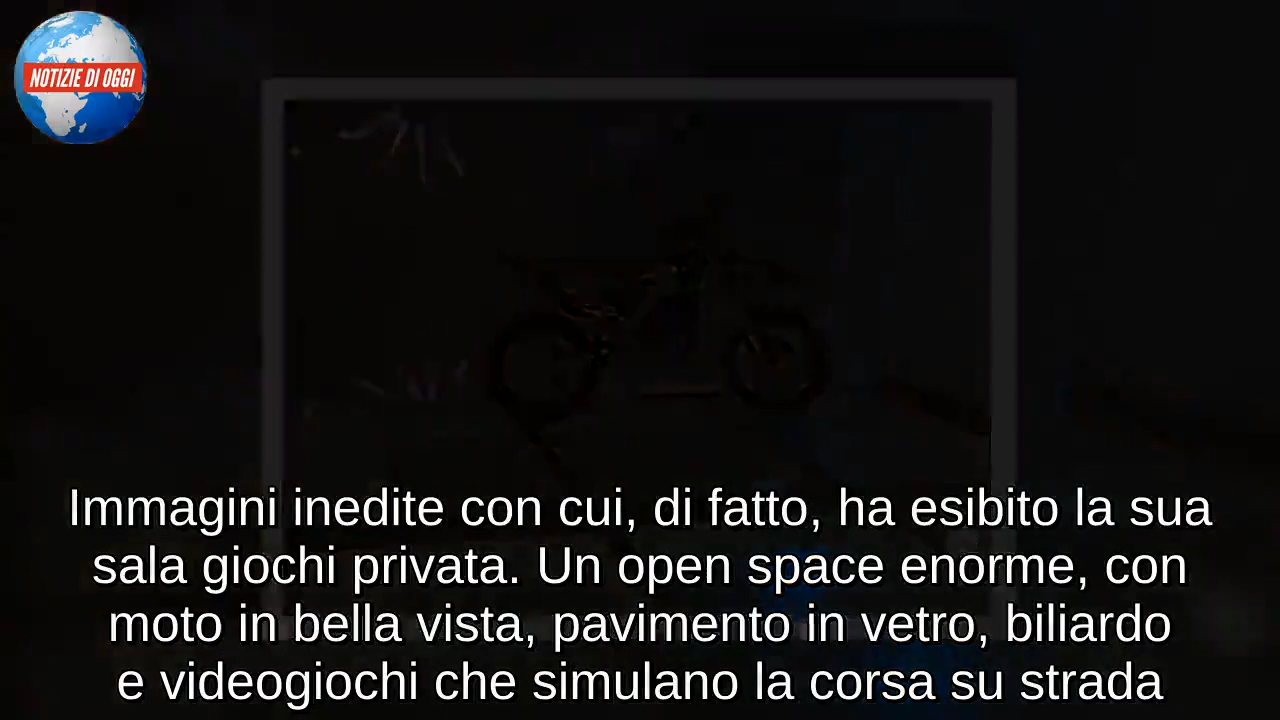 NOTIZIE DI OGGI
Immagini inedite con cui, di fatto, ha esibito la sua
sala giochi privata. Un open space enorme, con
moto in bella vista, pavimento in vetro, biliardo
e videogiochi che simulano la corsa su strada